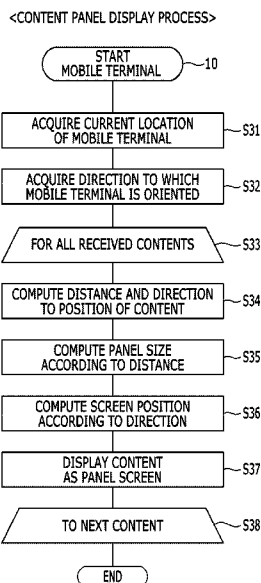 <CONTENT PANEL DISPLAY PROCESS>
START
MOBILE TERMINAL
10
ACQUIRE CURRENT LOCATION
OF MOBILE TERMINAL
S31
ACQUIRE DIRECTION TO WHICH
MOBILE TERMINAL IS ORIENTED
S32
FOR ALL RECEIVED CONTENTS
S33
COMPUTE DISTANCE AND DIRECTION
TO POSITION OF CONTENT
S34
COMPUTE PANEL SIZE
ACCORDING TO DISTANCE
S35
COMPUTE SCREEN POSITION
ACCORDING TO DIRECTION
S36
DISPLAY CONTENT
AS PANEL SCREEN
S37
TO NEXT CONTENT
S38
END